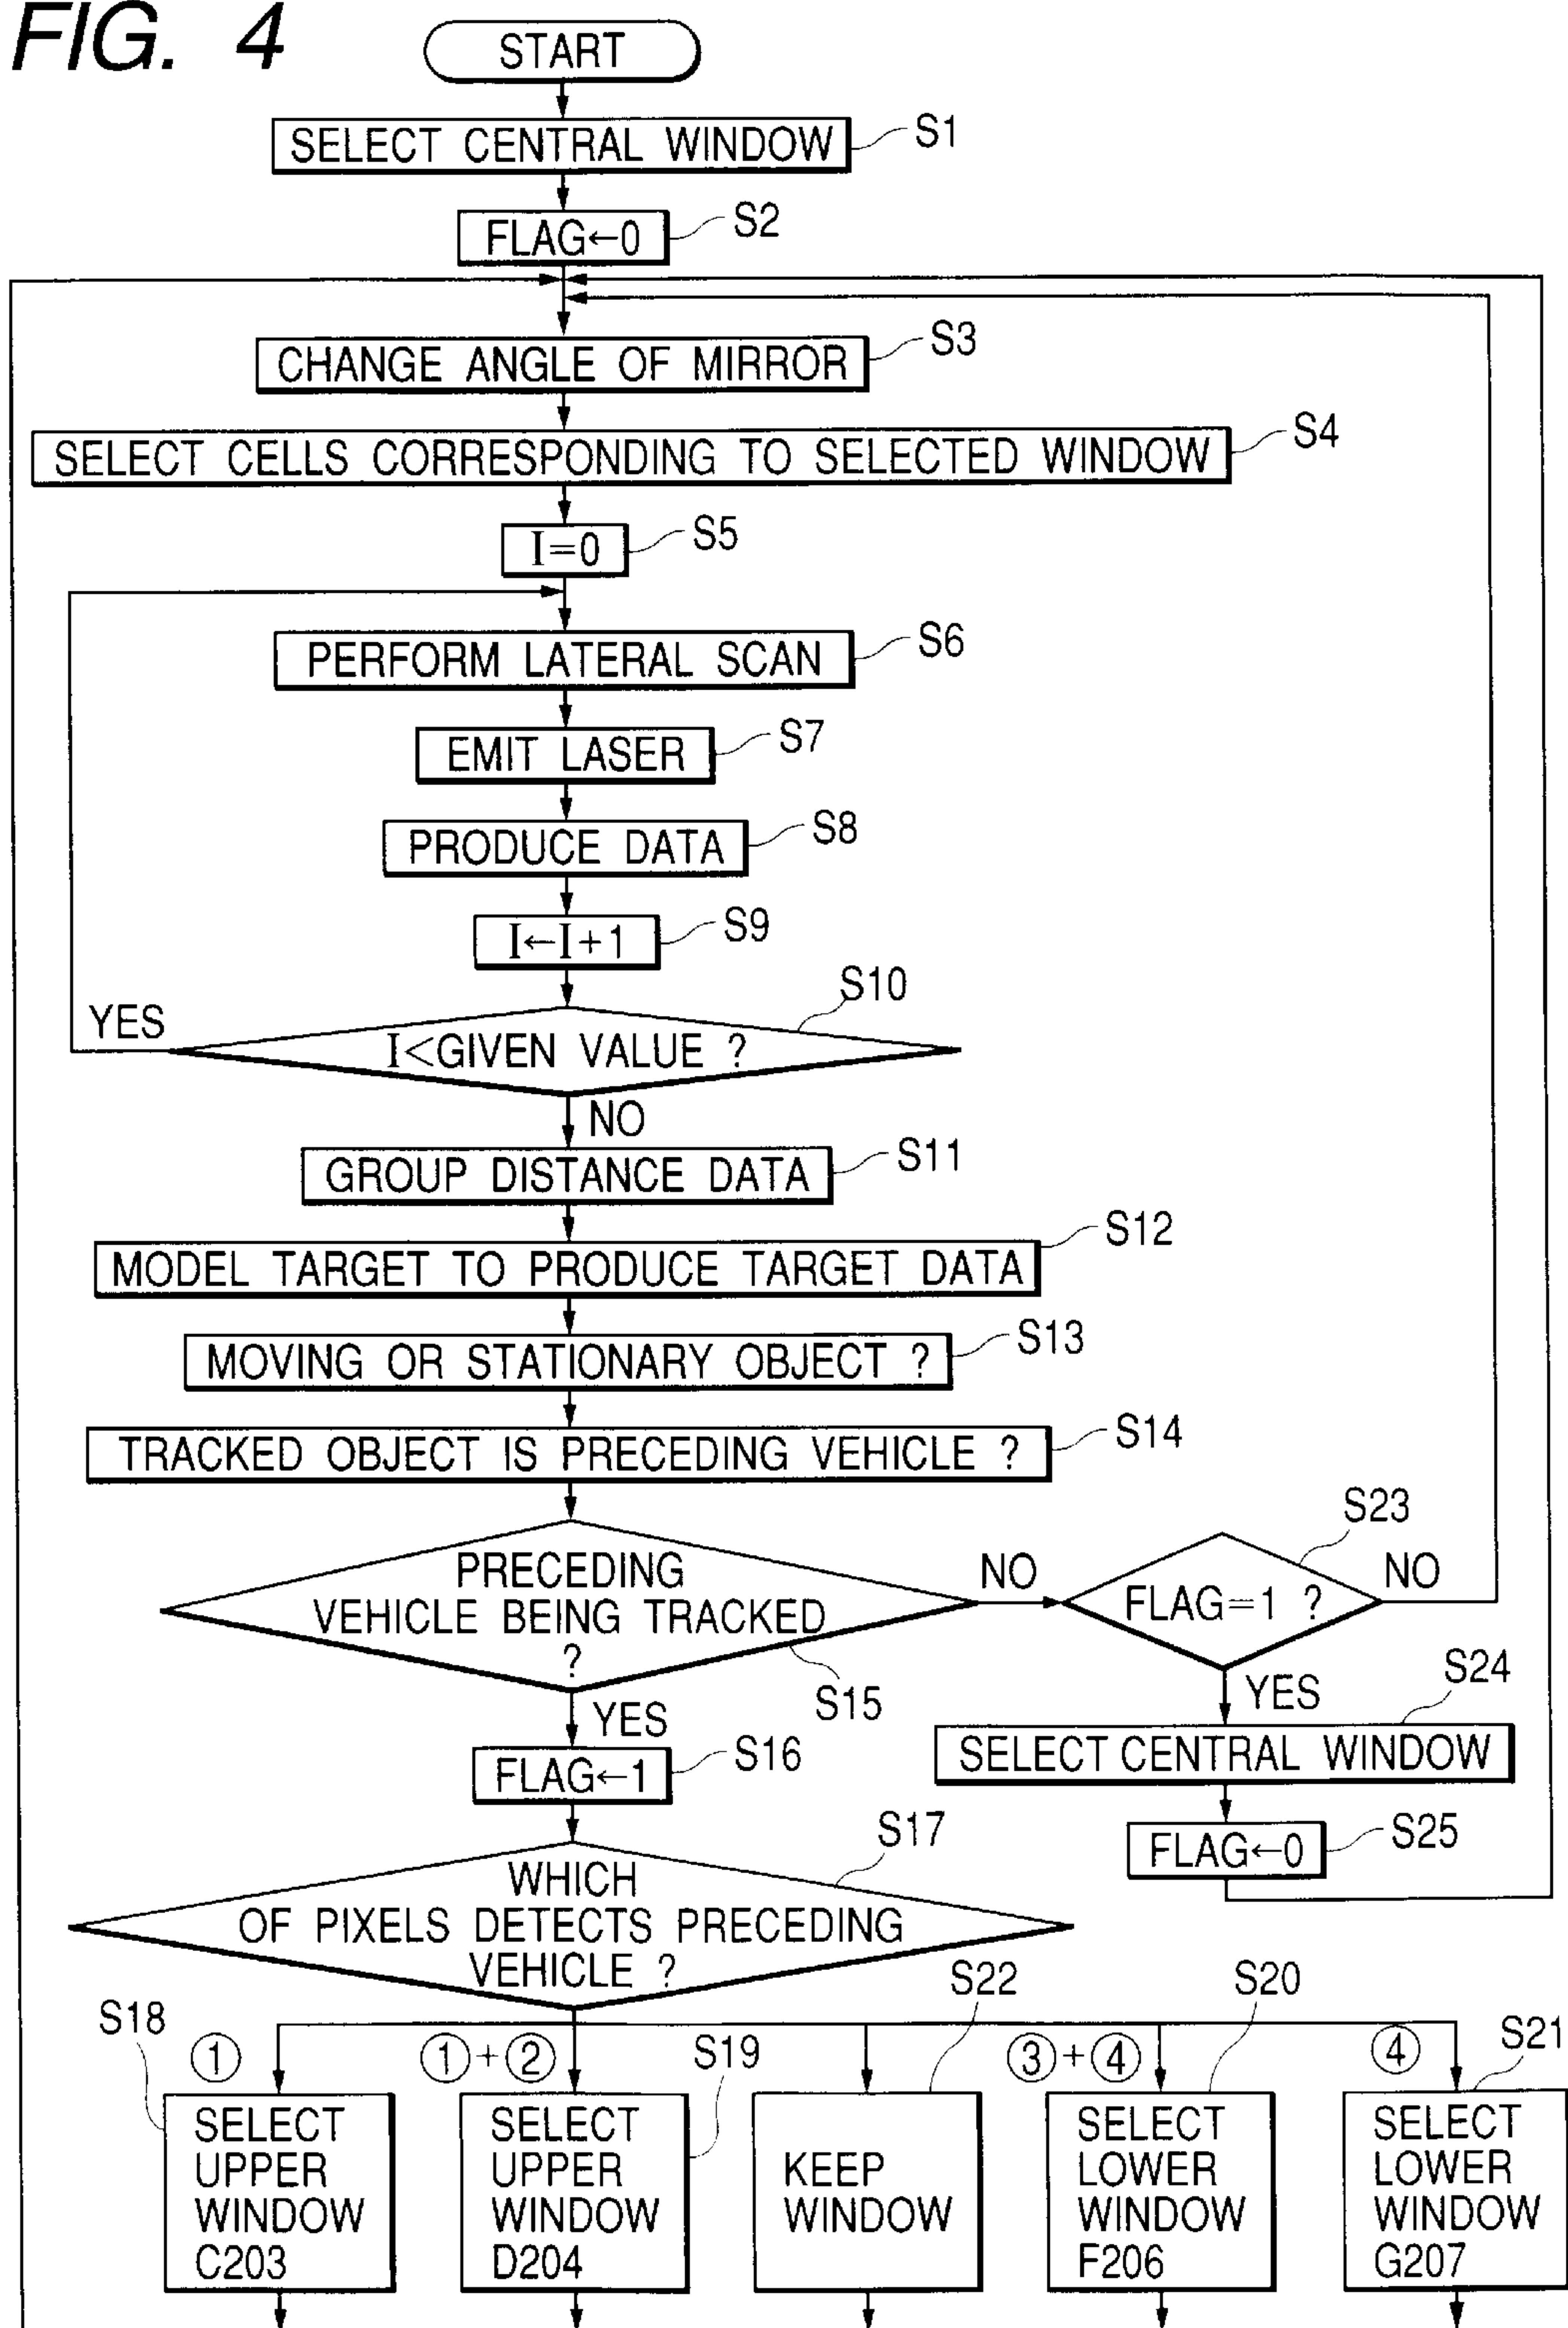 FIG. 4
START
SELECT CENTRAL WINDOW
S1
FLAG←0
S2
CHANGE ANGLE OF MIRROR
S3
SELECT CELLS CORRESPONDING TO SELECTED WINDOW
S4
I=0
S5
PERFORM LATERAL SCAN
S6
EMIT LASER
S7
PRODUCE DATA
S8
I←I+1
S9
S10
YES
I<GIVEN VALUE ?
NO
GROUP DISTANCE DATA
S11
MODEL TARGET TO PRODUCE TARGET DATA
S12
MOVING OR STATIONARY OBJECT ?
S13
TRACKED OBJECT IS PRECEDING VEHICLE ?
S14
PRECEDING
VEHICLE BEING TRACKED
?
S15
NO
S23
FLAG=1 ?
NO
YES
S24
SELECT CENTRAL WINDOW
FLAG←0
S25
YES
FLAG←1
S16
S17
WHICH
OF PIXELS DETECTS PRECEDING
VEHICLE ?
S18
①
SELECT
UPPER
WINDOW
C203
①+②
S19
SELECT
UPPER
WINDOW
D204
S22
KEEP
WINDOW
③+④
S20
SELECT
LOWER
WINDOW
F206
④
S21
SELECT
LOWER
WINDOW
G207